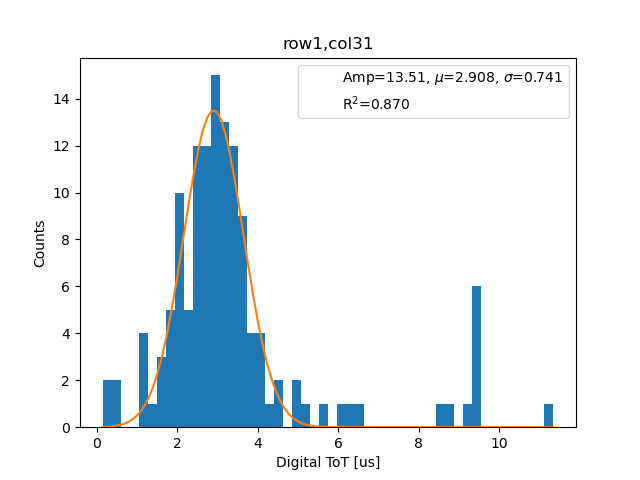 row1,col31
Amp=13.51, μ=2.908, σ=0.741
R²=0.870
14
12
10
8
6
4
2
0
Counts
0 2 4 6 8 10
Digital ToT [us]